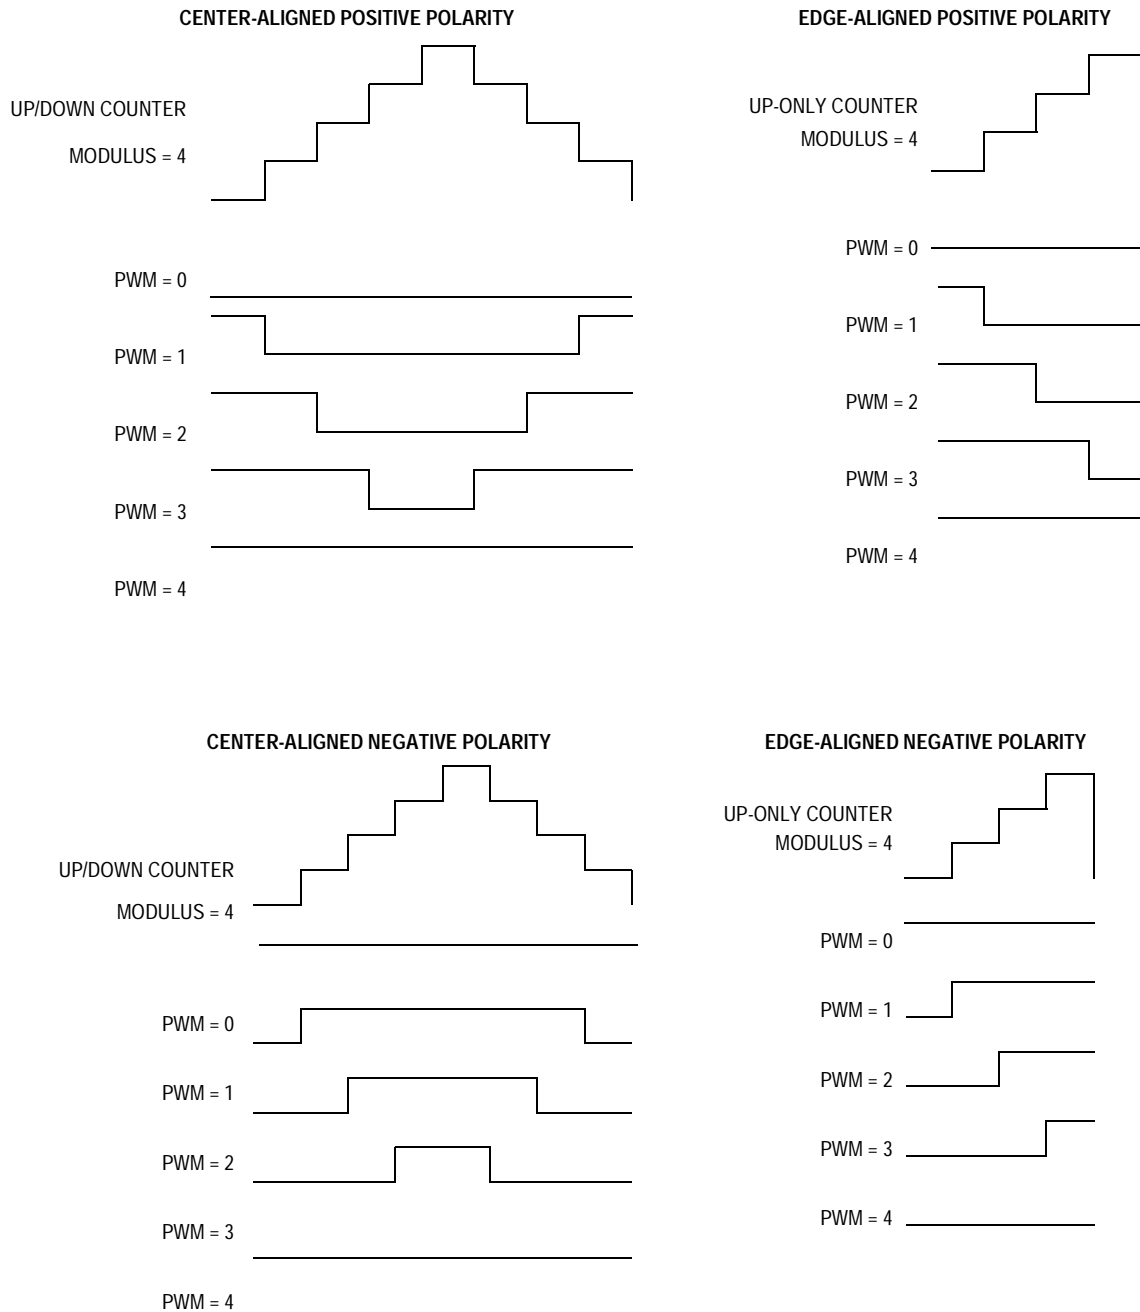 CENTER-ALIGNED POSITIVE POLARITY
UP/DOWN COUNTER
MODULUS = 4
PWM = 0
PWM = 1
PWM = 2
PWM = 3
PWM = 4
EDGE-ALIGNED POSITIVE POLARITY
UP-ONLY COUNTER
MODULUS = 4
PWM = 0
PWM = 1
PWM = 2
PWM = 3
PWM = 4
CENTER-ALIGNED NEGATIVE POLARITY
UP/DOWN COUNTER
MODULUS = 4
PWM = 0
PWM = 1
PWM = 2
PWM = 3
PWM = 4
EDGE-ALIGNED NEGATIVE POLARITY
UP-ONLY COUNTER
MODULUS = 4
PWM = 0
PWM = 1
PWM = 2
PWM = 3
PWM = 4